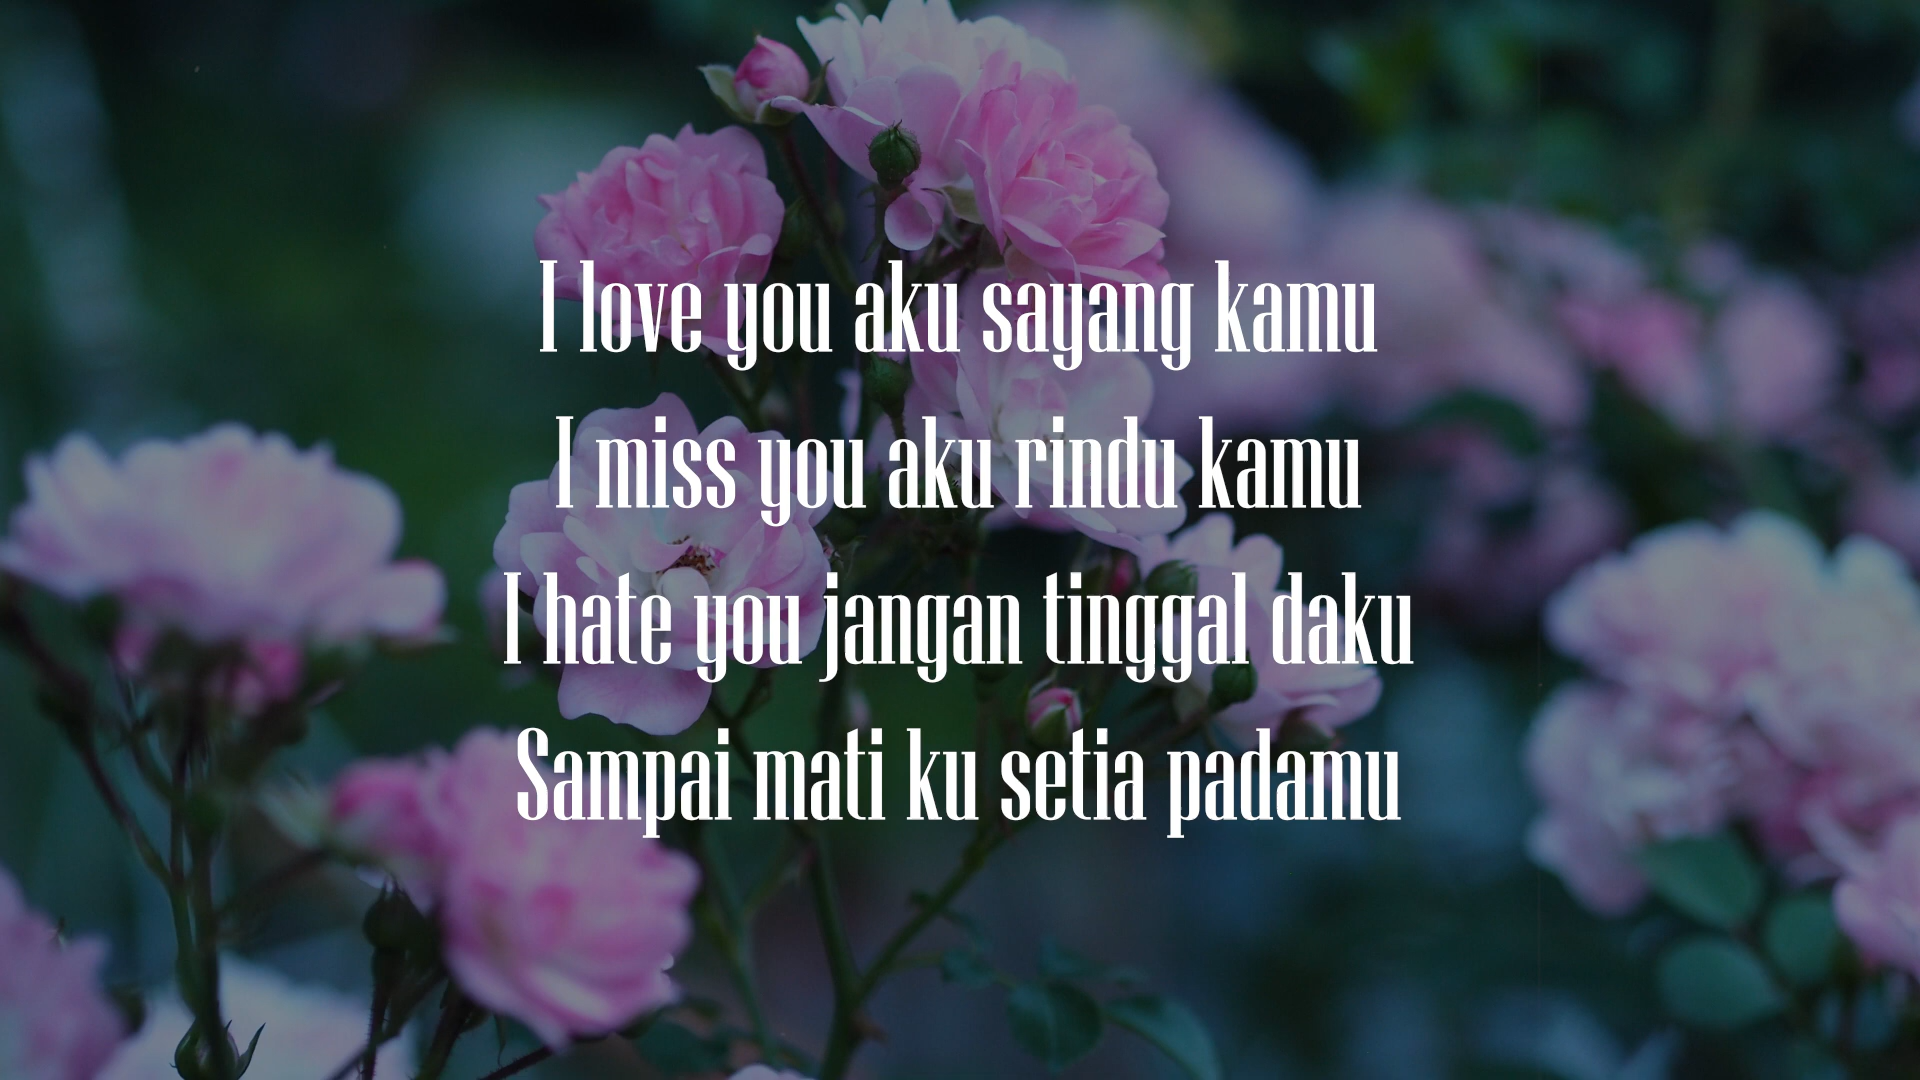 I love you aku sayang kamu
I miss you aku rindu kamu
I hate you jangan tinggal daku
Sampai mati ku setia padamu